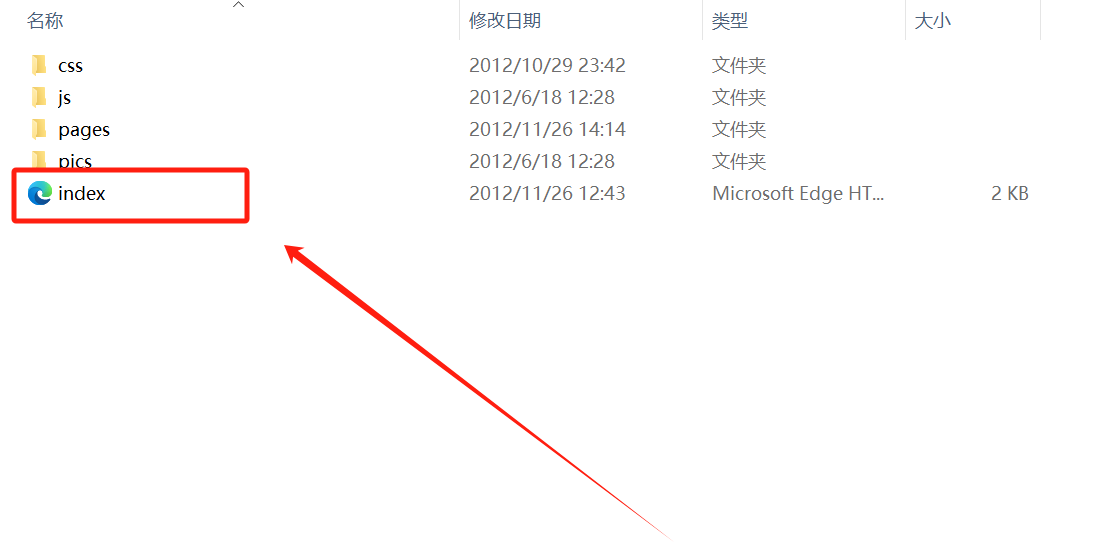 名称 修改日期 类型 大小
css 2012/10/29 23:42 文件夹
js 2012/6/18 12:28 文件夹
pages 2012/11/26 14:14 文件夹
pics 2012/6/18 12:28 文件夹
index 2012/11/26 12:43 Microsoft Edge HT... 2 KB